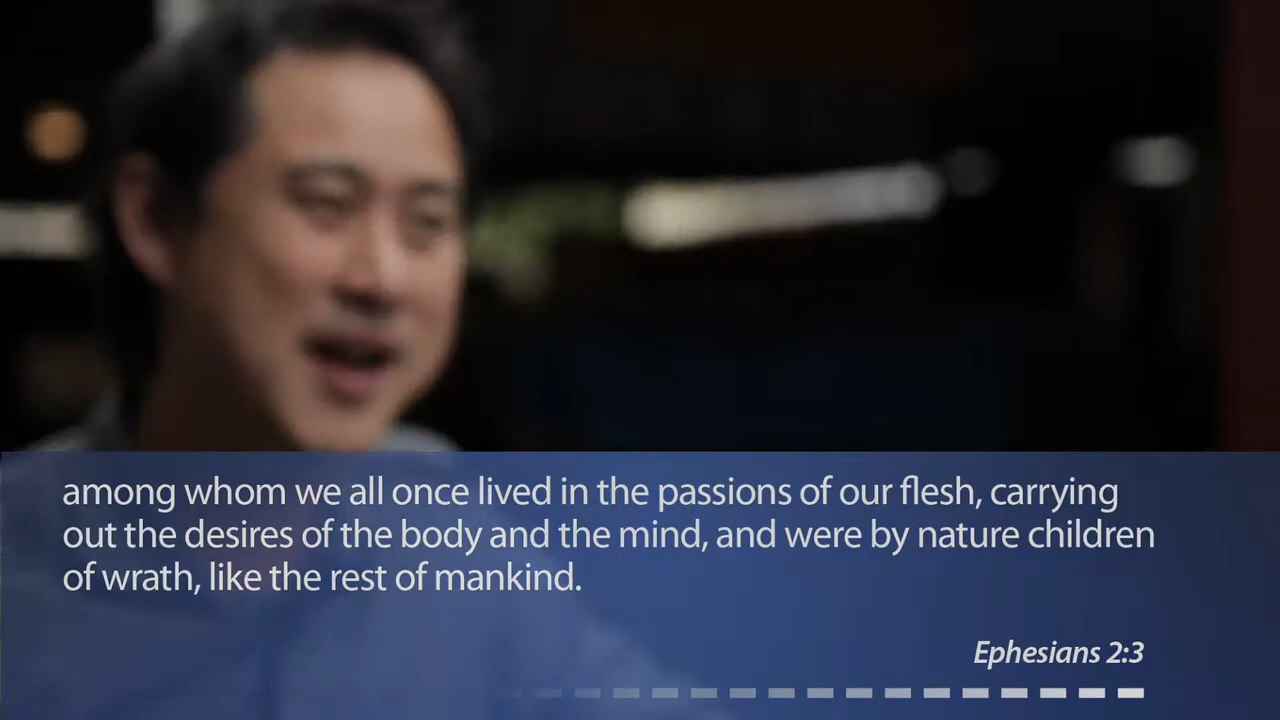 among whom we all once lived in the passions of our flesh, carrying
out the desires of the body and the mind, and were by nature children
of wrath, like the rest of mankind.
Ephesians 2:3